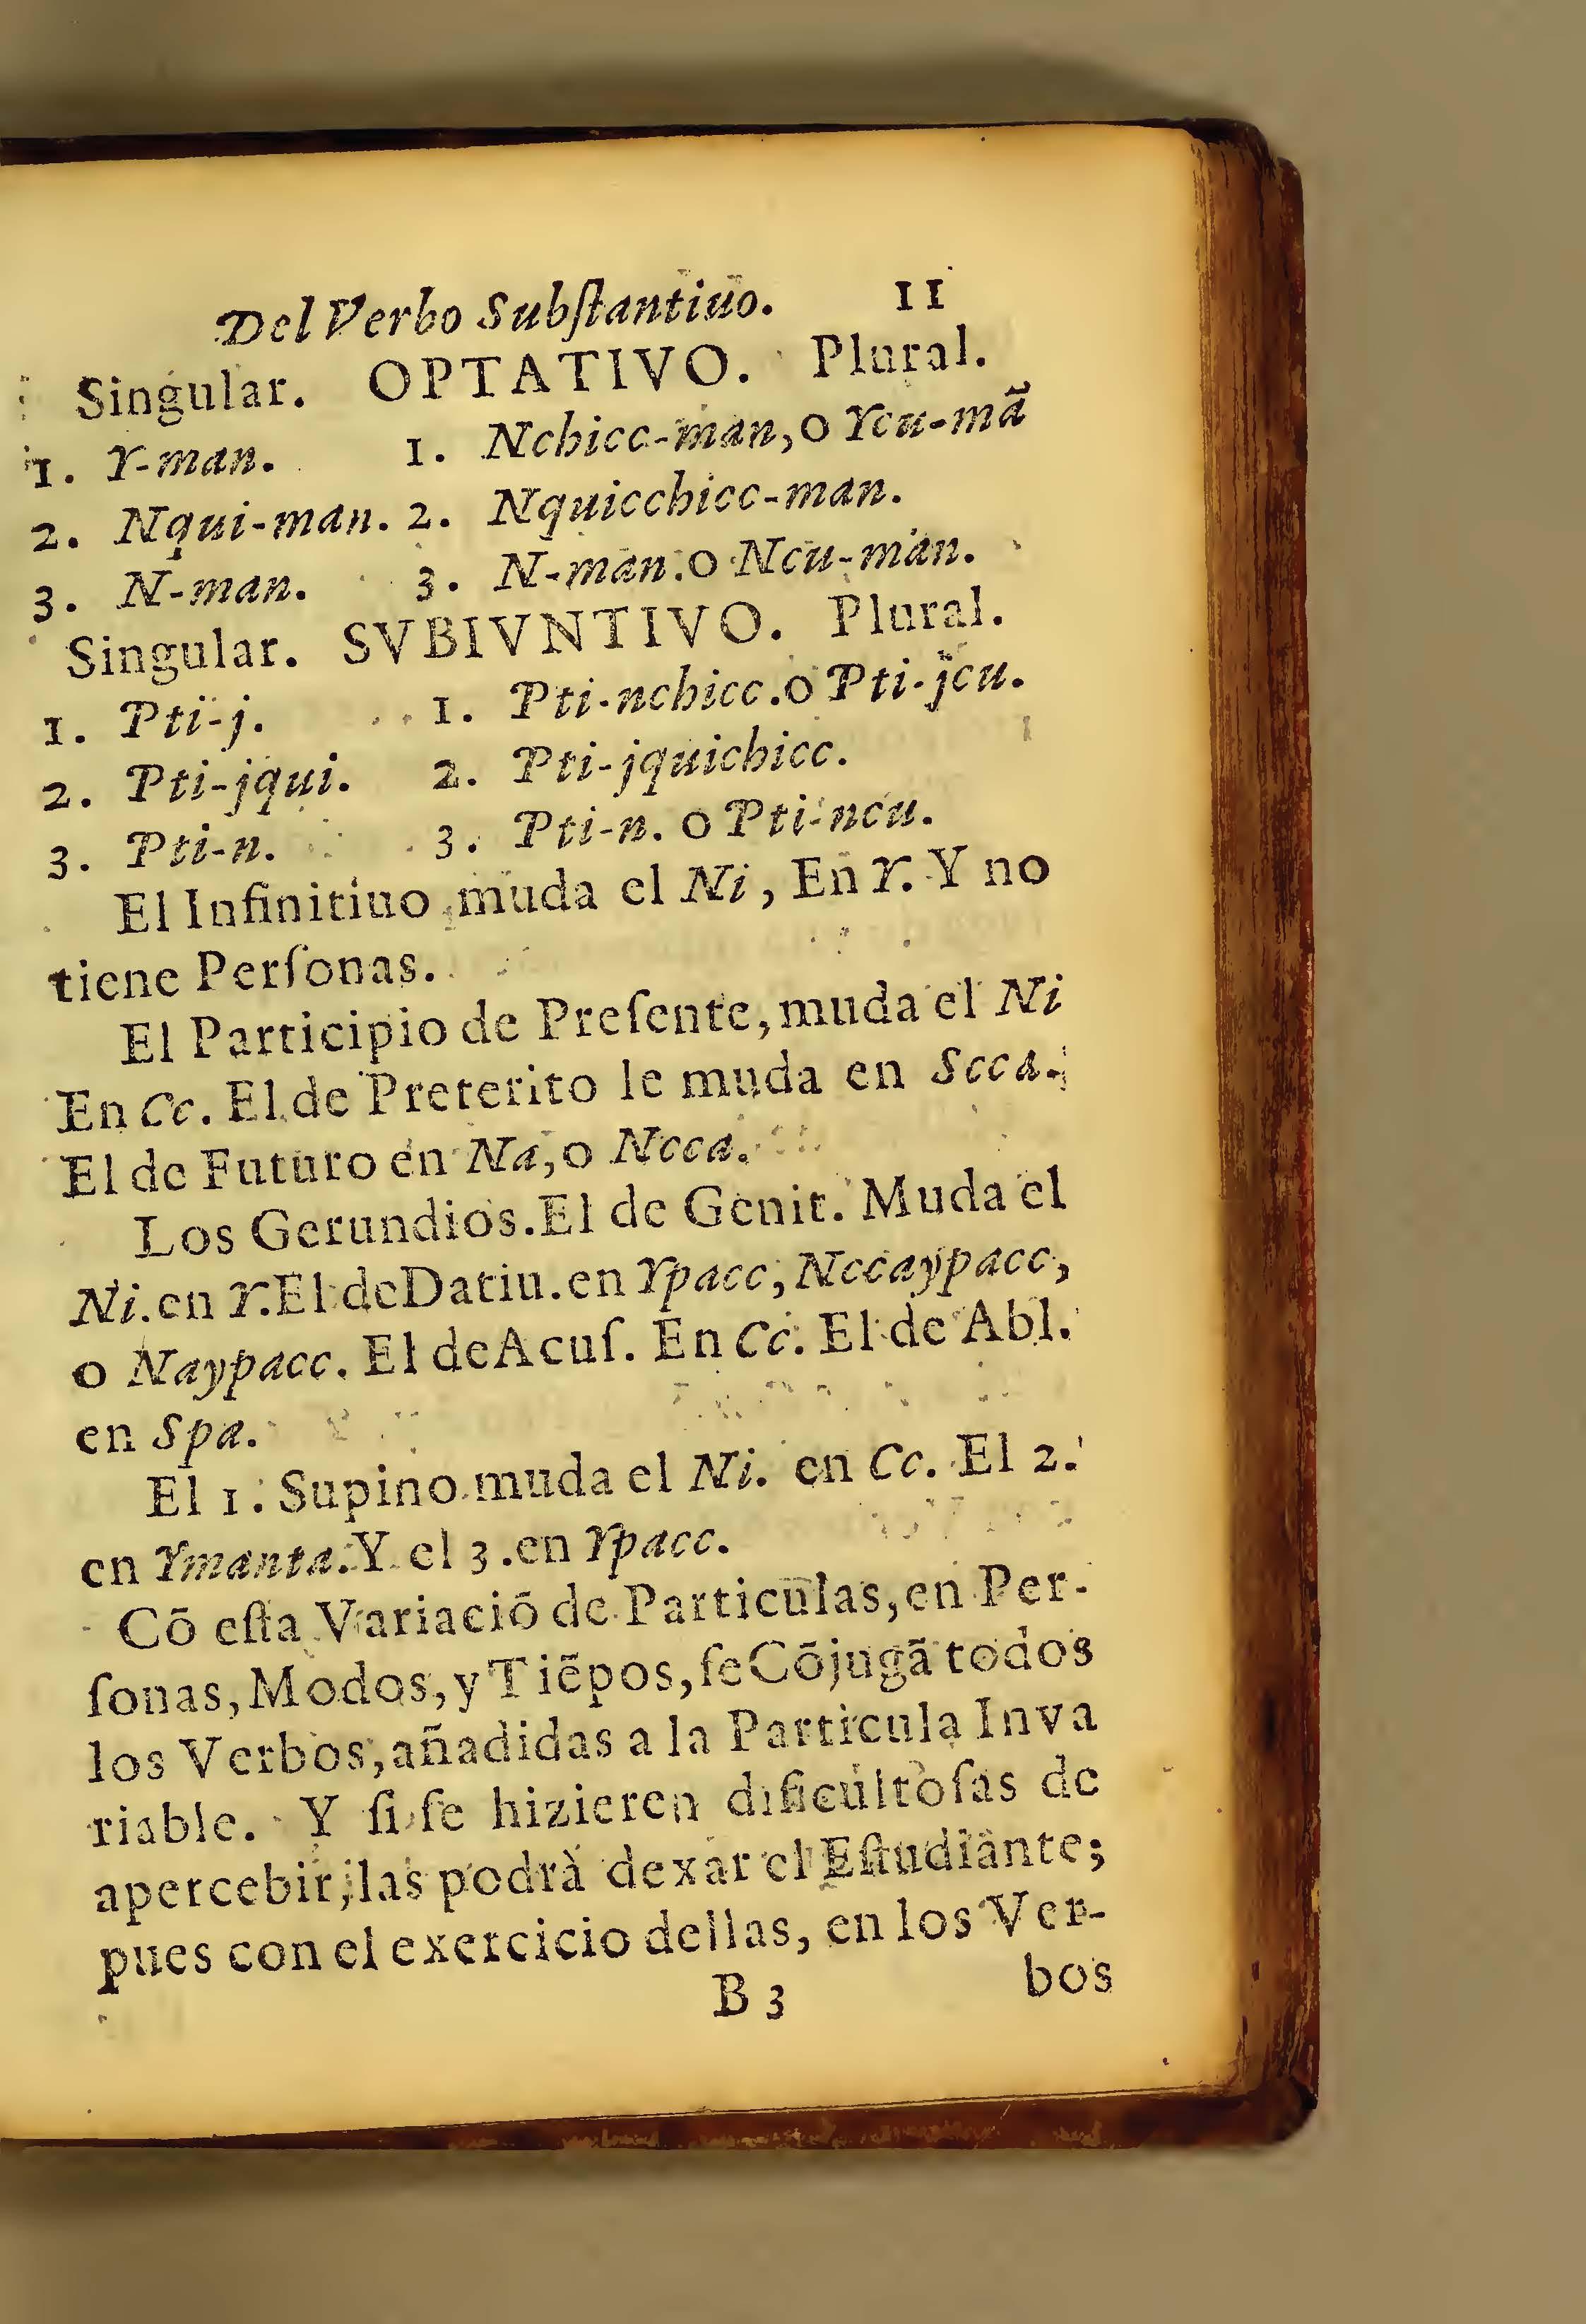 Del Verbo Subſtantiuo. 11
Singular. OPTATIVO. Plural.
1. Y-man. 1. Nchicc-man, o Ycu-mã
2. Nqui-man. 2. Nquicchicc-man.
3. N-man. 3. N-man. o Ncu-man.
Singular. SVBIVNTIVO. Plural.
1. Pti-j. 1. Pti-nchicc. o Pti-jcu.
2. Pti-jqui. 2. Pti-jquichicc.
3. Pti-n. 3. Pti-n. o Pti-ncu.
El Infinitiuo muda el Ni, En Y. Y no
tiene Perſonas.
El Participio de Preſente, muda el Ni
En Cc. El de Preterito le muda en Scca.
El de Futuro en Na, o Ncca.
Los Gerundios. El de Genit. Muda el
Ni. en Y. El de Datiu. en Ypacc, Nccaypacc,
o Naypacc. El de Acuſ. En Cc. El de Abl.
en Spa.
El 1. Supino muda el Ni. en Cc. El 2.
en Ymanta. Y el 3. en Ypacc.
Cõ eſta Variaciõ de Particulas, en Per-
ſonas, Modos, y Tiẽpos, ſe Cõjugã todos
los Verbos, añadidas a la Particula Inva
riable. Y ſi ſe hizieren dificultoſas de
apercebir, las podrà dexar el Eſtudiante;
pues con el exercicio dellas, en los Ver-
B 3 bos